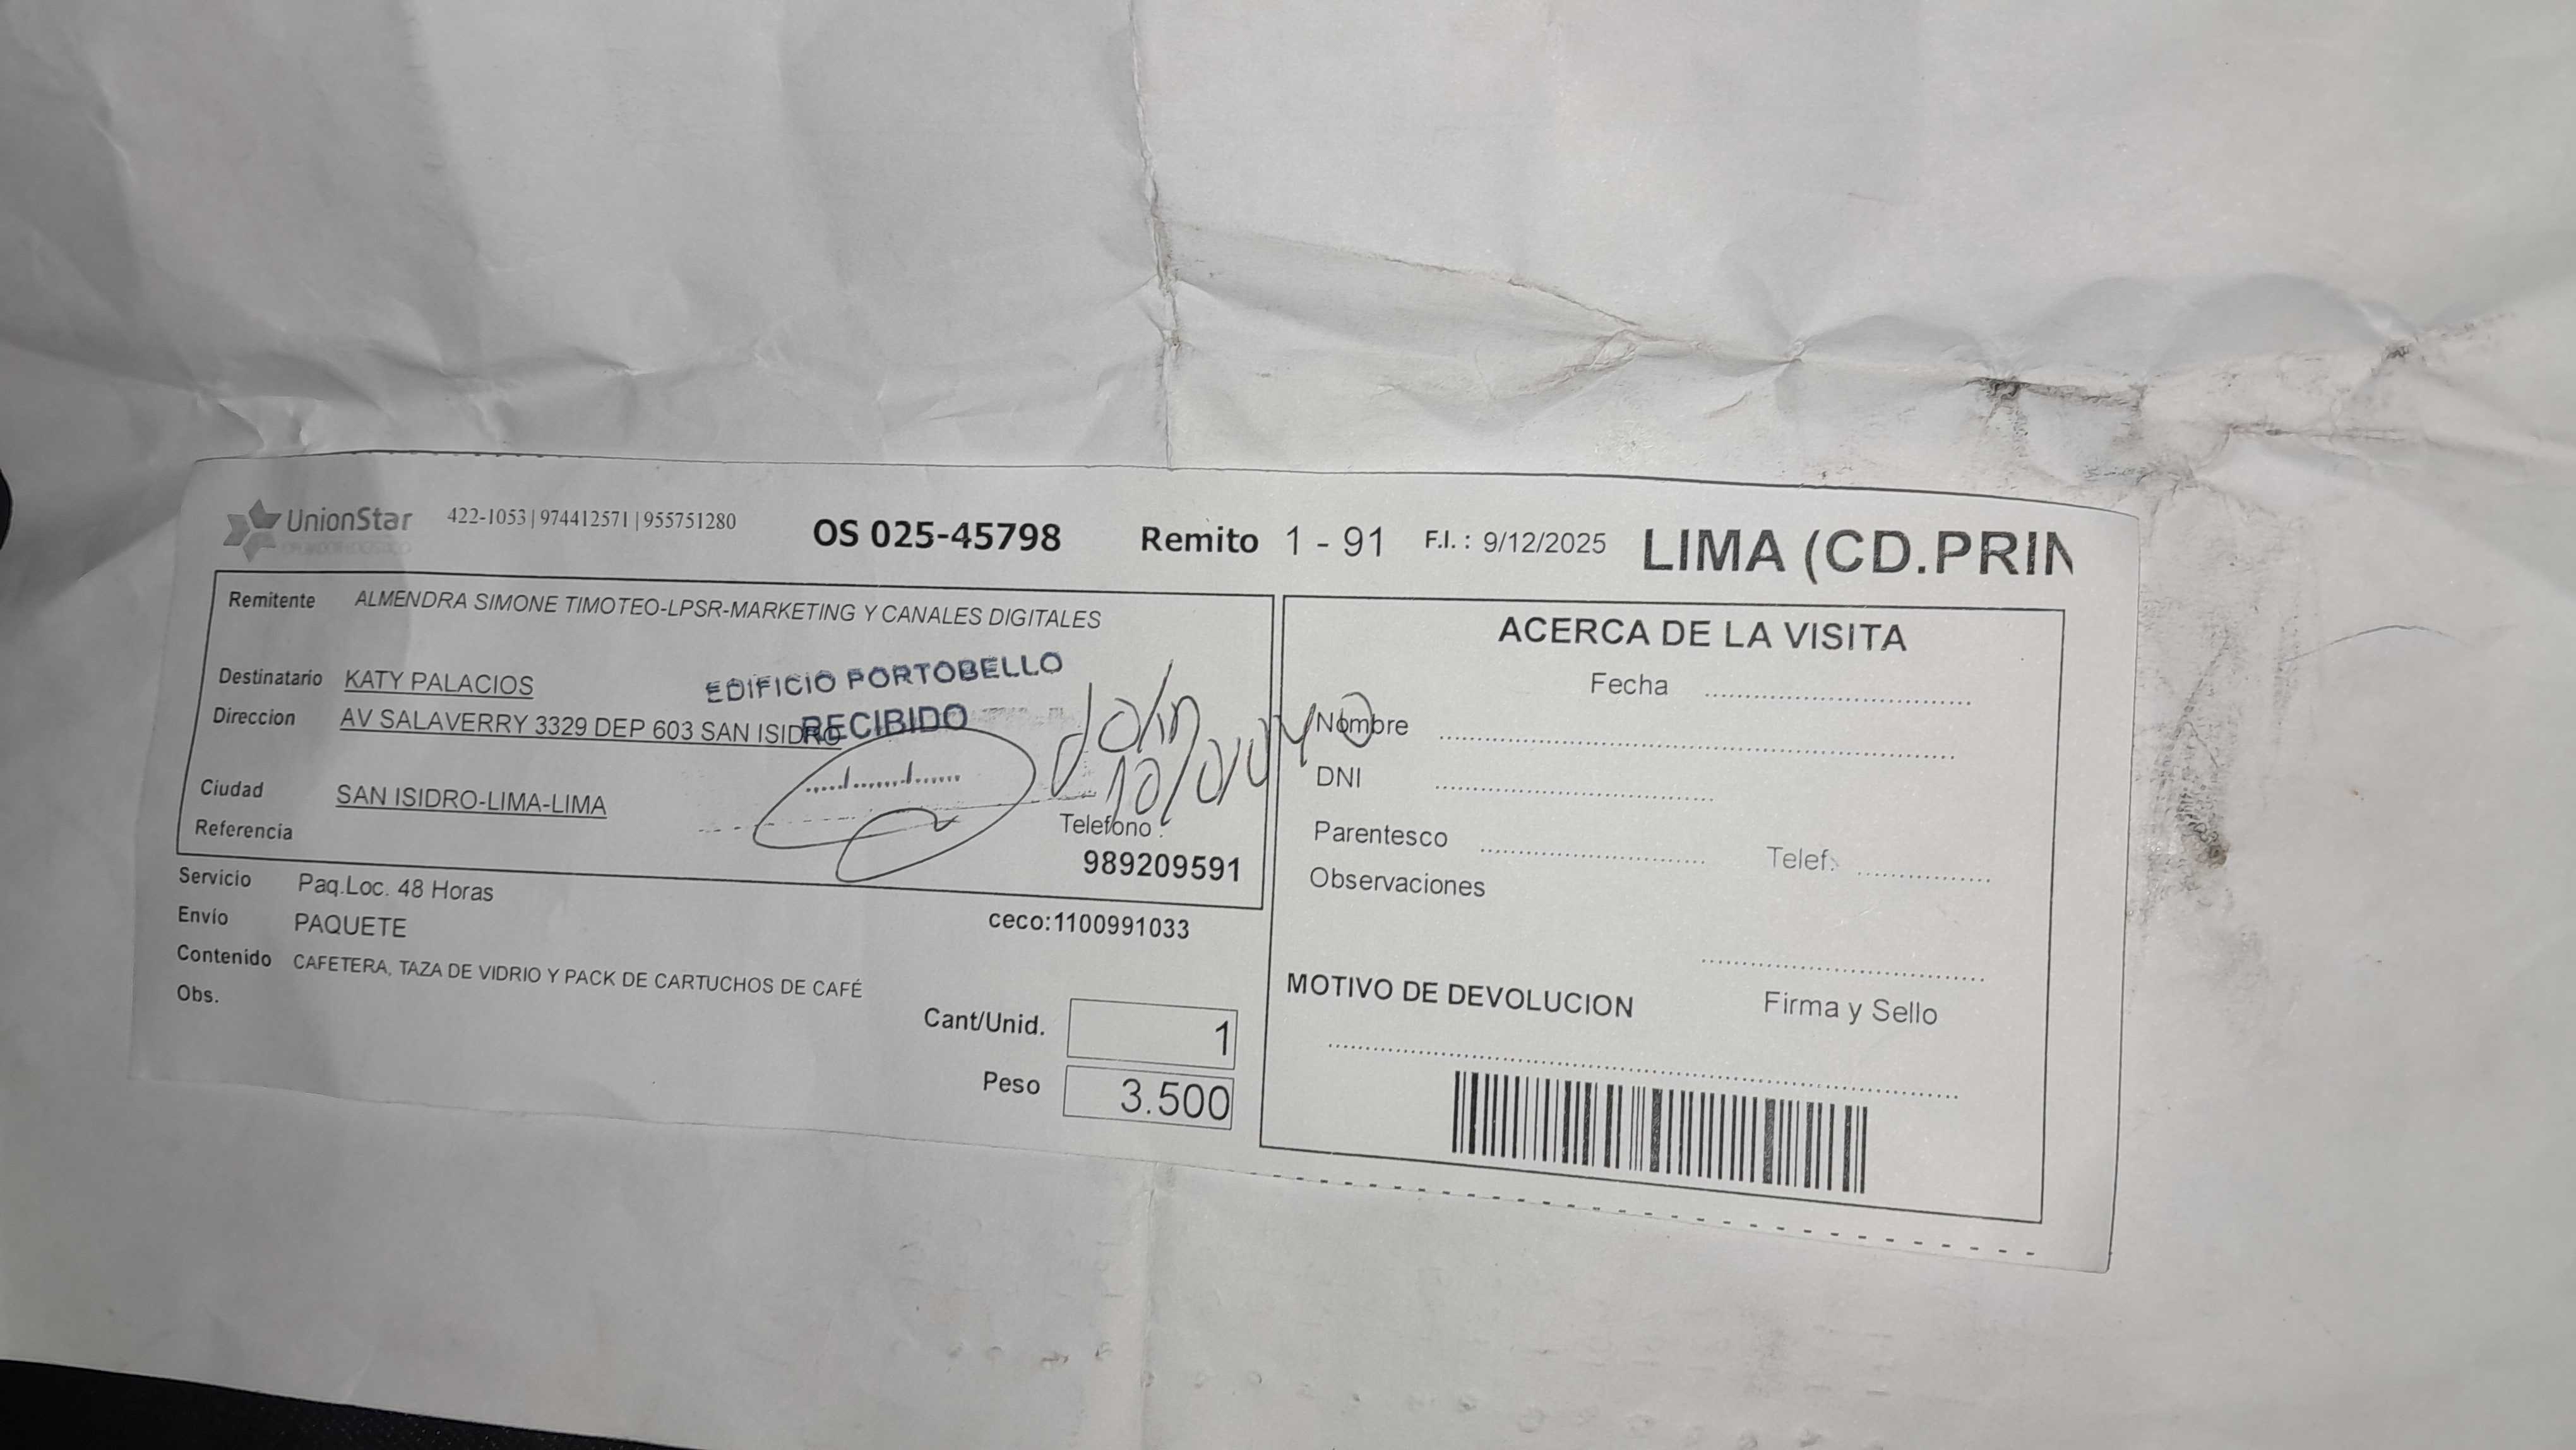 UnionStar 422-1053 | 974412571 | 955751280 OS 025-45798 Remito 1 - 91 F.I. : 9/12/2025 LIMA (CD.PRIN
Remitente ALMENDRA SIMONE TIMOTEO-LPSR-MARKETING Y CANALES DIGITALES
Destinatario KATY PALACIOS
EDIFICIO PORTOBELLO
Direccion AV SALAVERRY 3329 DEP 603 SAN ISIDRO
RECIBIDO
John
Ciudad SAN ISIDRO-LIMA-LIMA
Referencia
Telefono :
989209591
Servicio Paq.Loc. 48 Horas
Envío PAQUETE
ceco:1100991033
Contenido CAFETERA, TAZA DE VIDRIO Y PACK DE CARTUCHOS DE CAFÉ
Obs.
Cant/Unid. 1
Peso 3.500
ACERCA DE LA VISITA
Fecha
Nombre
DNI
Parentesco Telef.
Observaciones
MOTIVO DE DEVOLUCION Firma y Sello